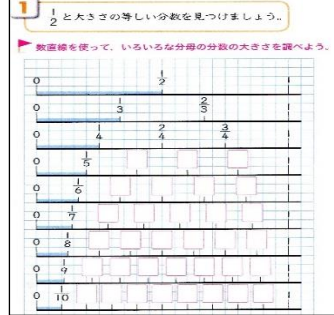 1
1/2 と大きさの等しい分数を見つけましょう。
数直線を使って、いろいろな分母の分数の大きさを調べよう。
0 1/2 1
0 1/3 2/3 1
0 1/4 2/4 3/4 1
0 1/5 1
0 1/6 1
0 1/7 1
0 1/8 1
0 1/9 1
0 1/10 1